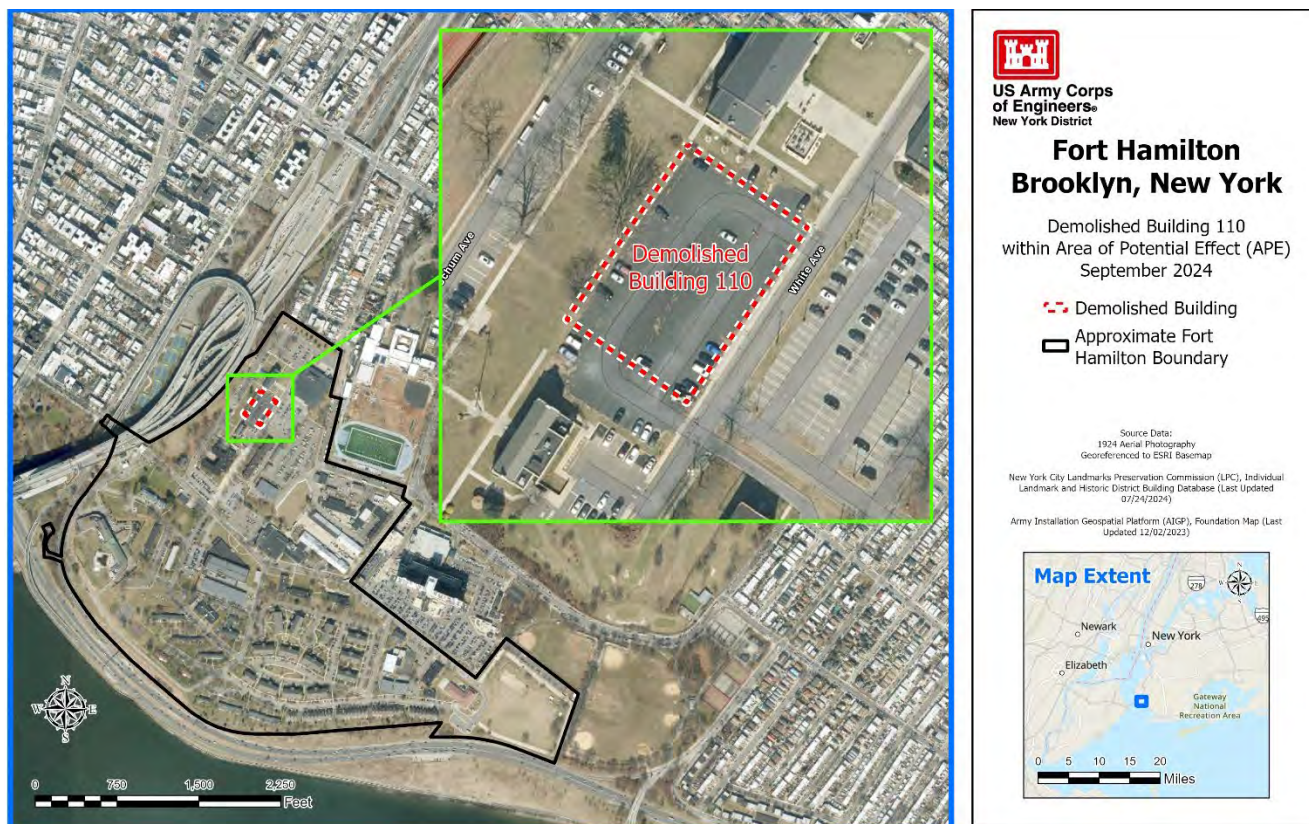 Schum Ave
Demolished
Building 110
White Ave
N
W
E
S
0
750
1,500
2,250
Feet
US Army Corps
of Engineers®
New York District
Fort Hamilton
Brooklyn, New York
Demolished Building 110
within Area of Potential Effect (APE)
September 2024
Demolished Building
Approximate Fort
Hamilton Boundary
Source Data:
1924 Aerial Photography
Georeferenced to ESRI Basemap
New York City Landmarks Preservation Commission (LPC), Individual
Landmark and Historic District Building Database (Last Updated
07/24/2024)
Army Installation Geospatial Platform (AIGP), Foundation Map (Last
Updated 12/02/2023)
Map Extent
278
N
W
E
S
495
Newark
New York
Elizabeth
Gateway
National
Recreation Area
0 5 10 15 20
Miles